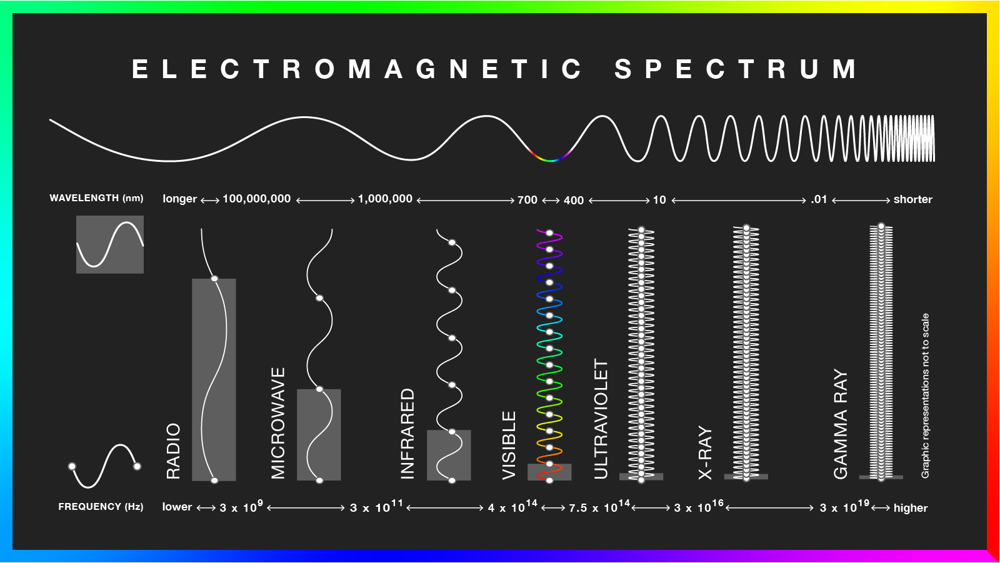 ELECTROMAGNETIC SPECTRUM
WAVELENGTH (nm) longer 100,000,000 1,000,000 700 400 10 .01 shorter
RADIO
MICROWAVE
INFRARED
VISIBLE
ULTRAVIOLET
X-RAY
GAMMA RAY
Graphic representations not to scale
FREQUENCY (Hz) lower 3 x 10⁹ 3 x 10¹¹ 4 x 10¹⁴ 7.5 x 10¹⁴ 3 x 10¹⁶ 3 x 10¹⁹ higher